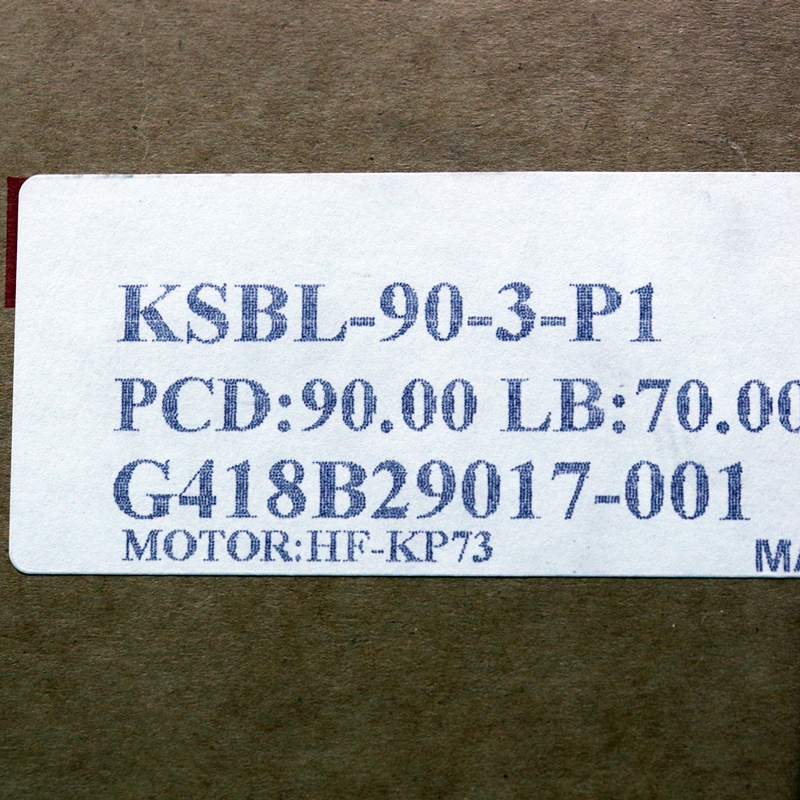 KSBL-90-3-P1
PCD:90.00 LB:70.00
G418B29017-001
MOTOR:HF-KP73